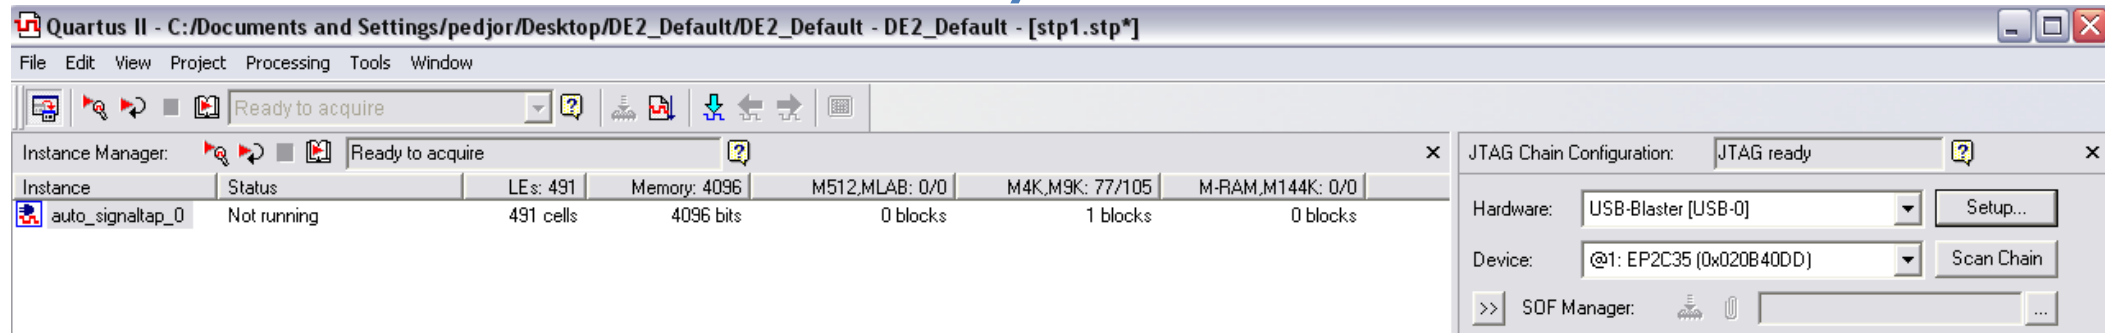 Quartus II - C:/Documents and Settings/pedjor/Desktop/DE2_Default/DE2_Default - DE2_Default - [stp1.stp*]
File Edit View Project Processing Tools Window
Ready to acquire
Instance Manager: Ready to acquire
JTAG Chain Configuration: JTAG ready
Instance Status LEs: 491 Memory: 4096 M512,MLAB: 0/0 M4K,M9K: 77/105 M-RAM,M144K: 0/0
auto_signaltap_0 Not running 491 cells 4096 bits 0 blocks 1 blocks 0 blocks
Hardware: USB-Blaster [USB-0] Setup...
Device: @1: EP2C35 (0x020B40DD) Scan Chain
>> SOF Manager: ...